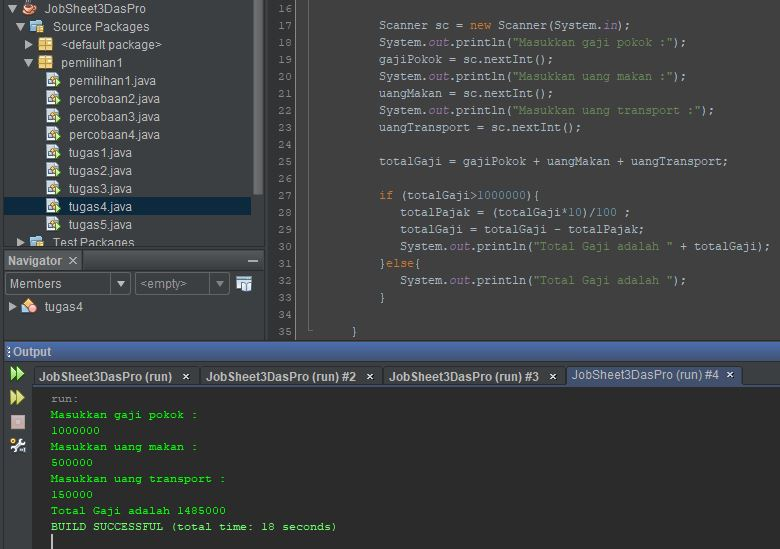 JobSheet3DasPro
Source Packages
<default package>
pemilihan1
pemilihan1.java
percobaan2.java
percobaan3.java
percobaan4.java
tugas1.java
tugas2.java
tugas3.java
tugas4.java
tugas5.java
Test Packages
Navigator
Members
<empty>
tugas4
16
17 Scanner sc = new Scanner(System.in);
18 System.out.println("Masukkan gaji pokok :");
19 gajiPokok = sc.nextInt();
20 System.out.println("Masukkan uang makan :");
21 uangMakan = sc.nextInt();
22 System.out.println("Masukkan uang transport :");
23 uangTransport = sc.nextInt();
24
25 totalGaji = gajiPokok + uangMakan + uangTransport;
26
27 if (totalGaji>1000000){
28 totalPajak = (totalGaji*10)/100 ;
29 totalGaji = totalGaji - totalPajak;
30 System.out.println("Total Gaji adalah " + totalGaji);
31 }else{
32 System.out.println("Total Gaji adalah ");
33 }
34
35 }
Output
JobSheet3DasPro (run) × JobSheet3DasPro (run) #2 × JobSheet3DasPro (run) #3 × JobSheet3DasPro (run) #4 ×
run:
Masukkan gaji pokok :
1000000
Masukkan uang makan :
500000
Masukkan uang transport :
150000
Total Gaji adalah 1485000
BUILD SUCCESSFUL (total time: 18 seconds)